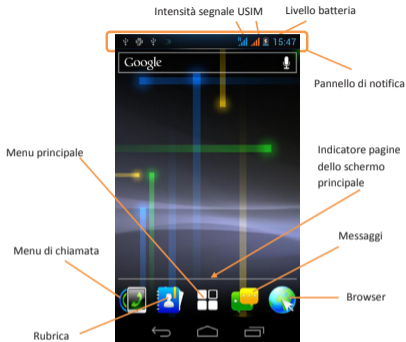 Intensità segnale USIM
Livello batteria
15:47
Google
Pannello di notifica
Menu principale
Indicatore pagine
dello schermo
principale
Messaggi
Menu di chiamata
Browser
Rubrica